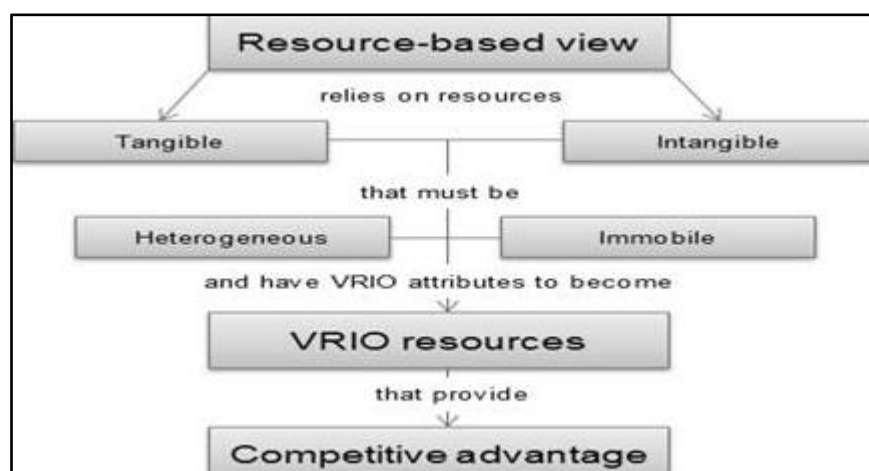 Resource-based view
relies on resources
Tangible
Intangible
that must be
Heterogeneous
Immobile
and have VRIO attributes to become
VRIO resources
that provide
Competitive advantage